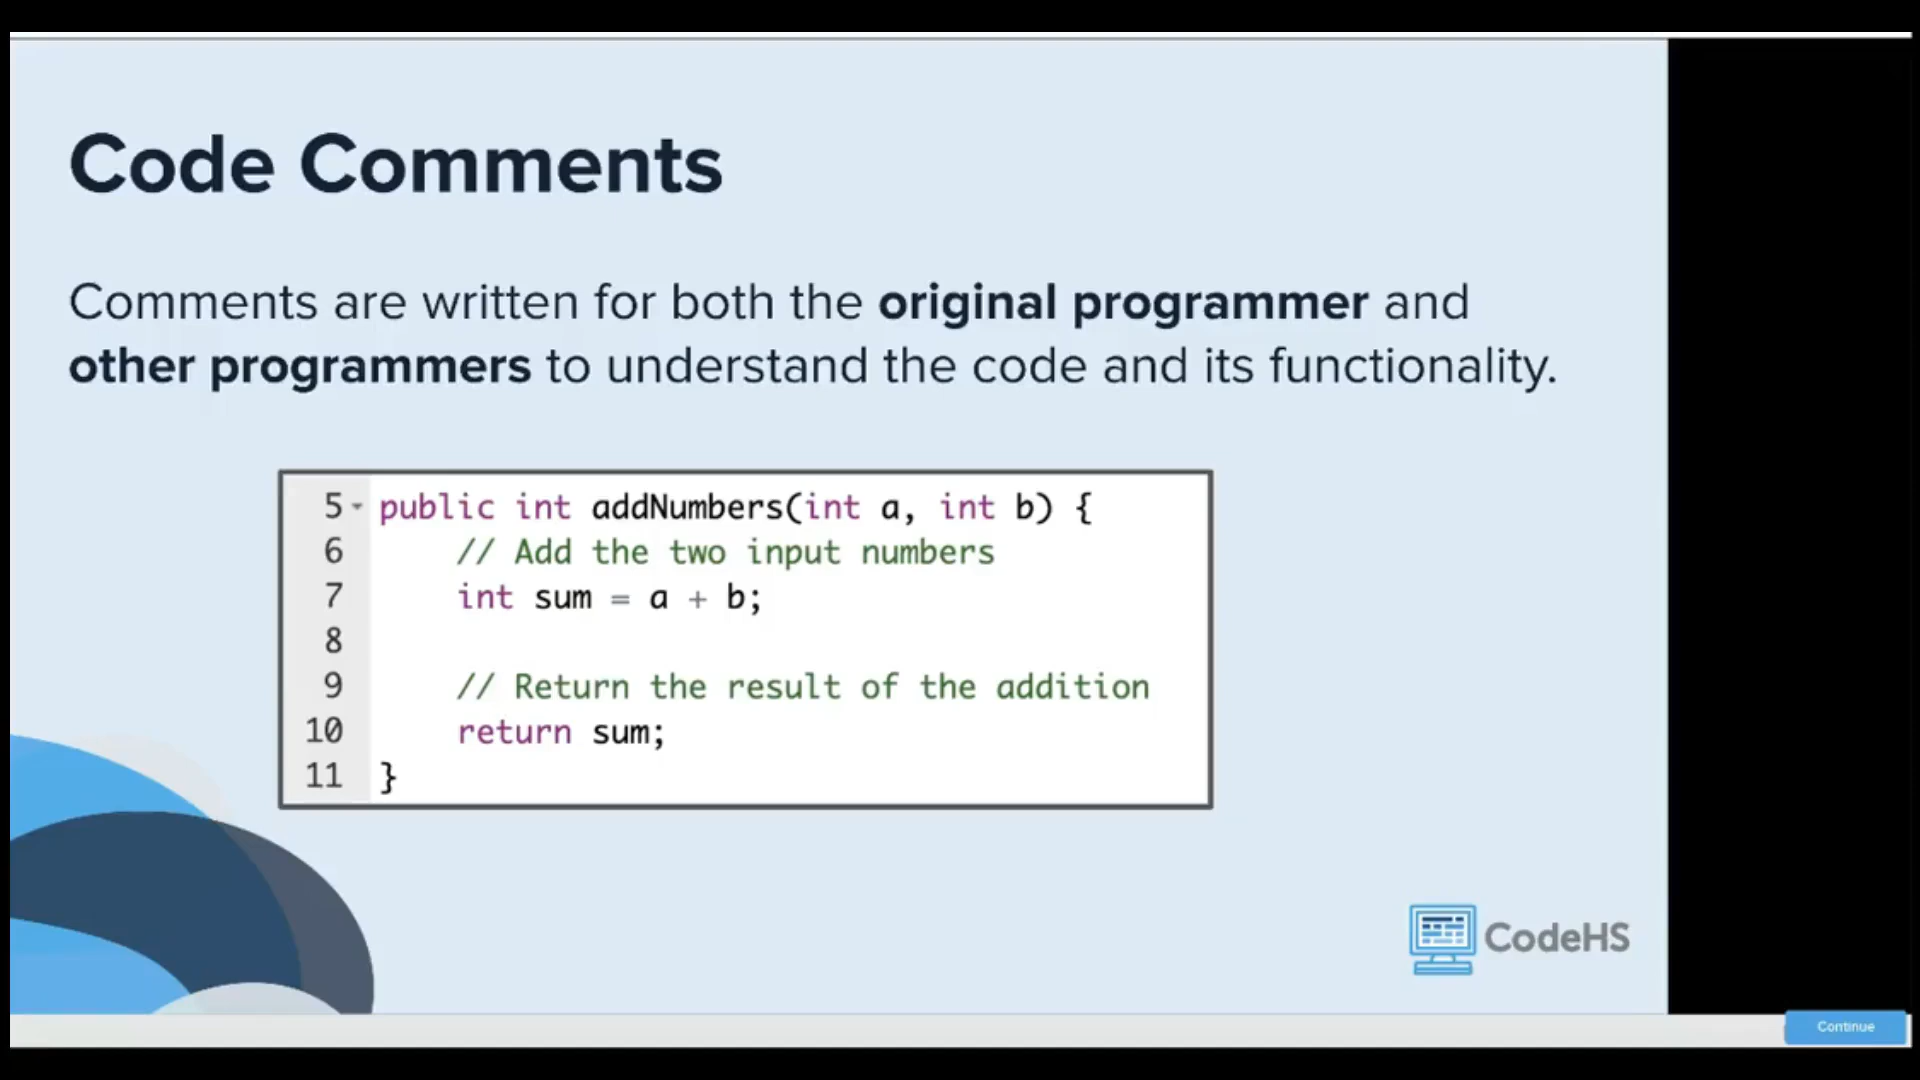 Code Comments
Comments are written for both the original programmer and
other programmers to understand the code and its functionality.
5 public int addNumbers(int a, int b) {
6 // Add the two input numbers
7 int sum = a + b;
8
9 // Return the result of the addition
10 return sum;
11 }
CodeHS
Continue